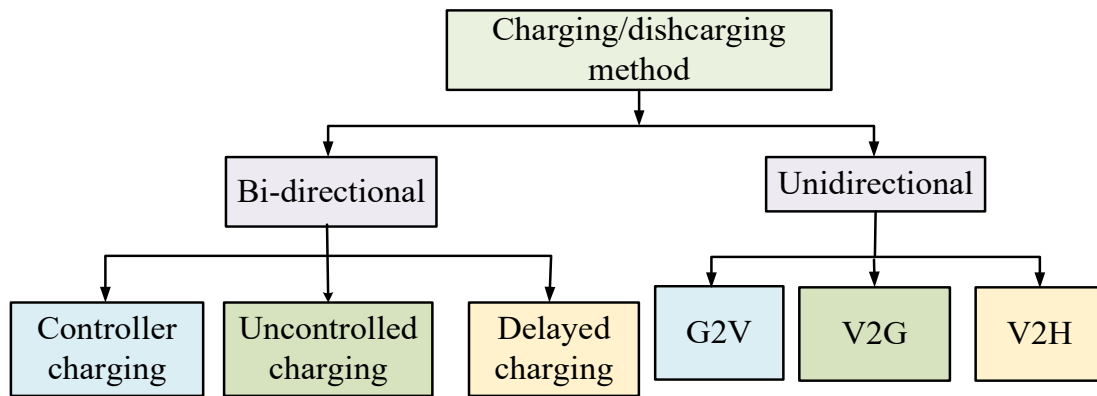 Charging/dishcarging
method
Bi-directional
Unidirectional
Controller
charging
Uncontrolled
charging
Delayed
charging
G2V
V2G
V2H